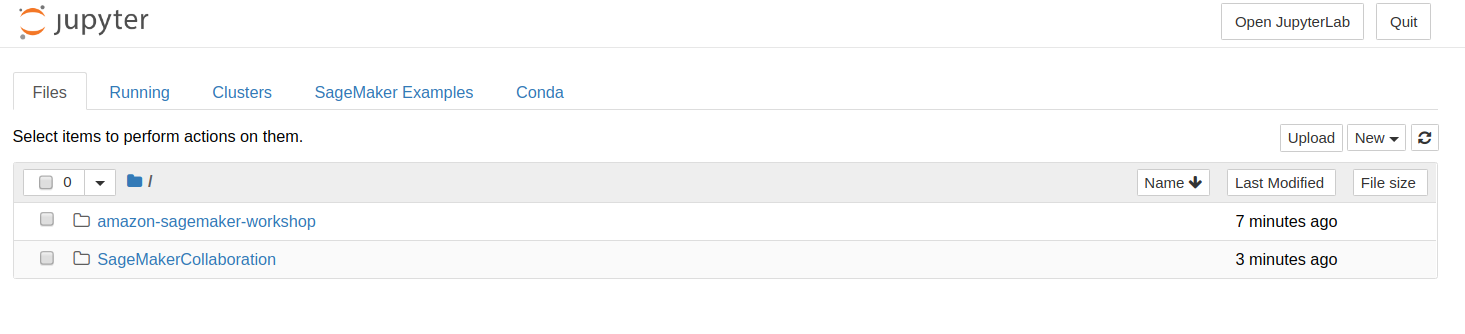 jupyter
Open JupyterLab Quit
Files Running Clusters SageMaker Examples Conda
Select items to perform actions on them.
Upload New
0 / Name Last Modified File size
amazon-sagemaker-workshop 7 minutes ago
SageMakerCollaboration 3 minutes ago